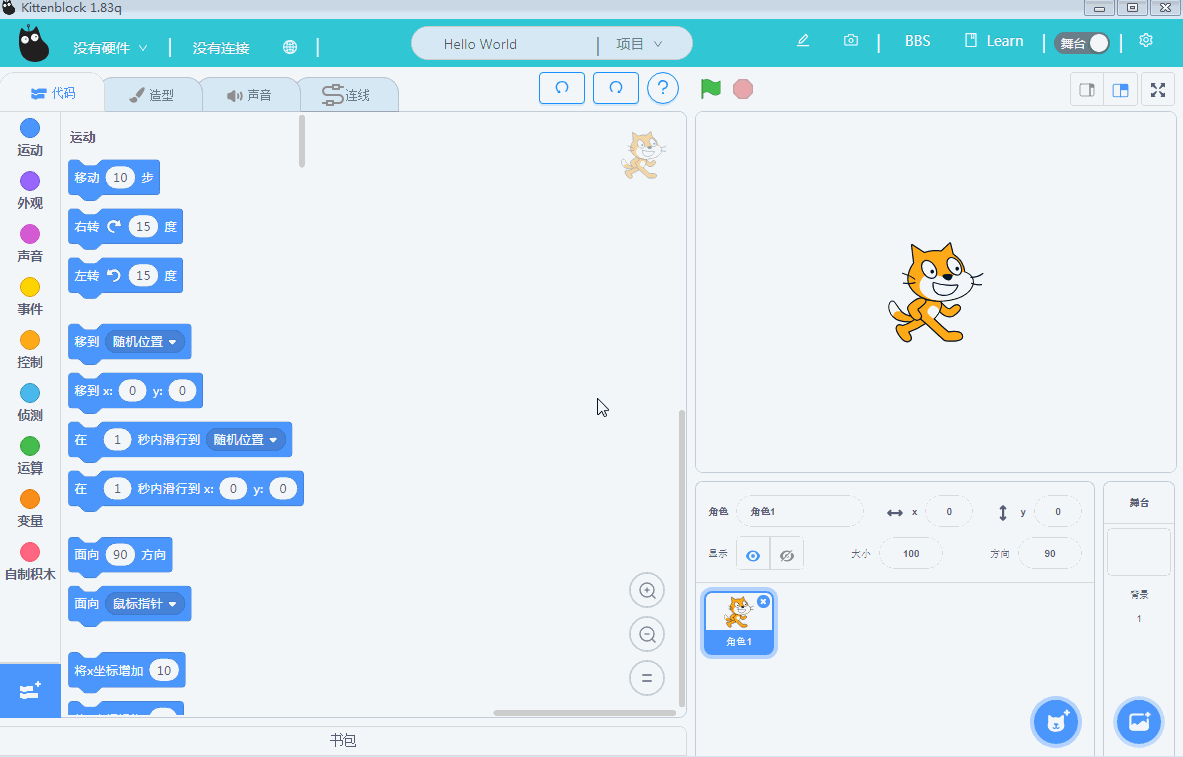 Kittenblock 1.83q
没有硬件
没有连接
Hello World
项目
BBS
Learn
舞台
代码
造型
声音
连线
?
运动
外观
声音
事件
控制
侦测
运算
变量
自制积木
运动
移动 10 步
右转 15 度
左转 15 度
移到 随机位置
移到 x: 0 y: 0
在 1 秒内滑行到 随机位置
在 1 秒内滑行到 x: 0 y: 0
面向 90 方向
面向 鼠标指针
将x坐标增加 10
书包
角色 角色1 x 0 y 0
显示 大小 100 方向 90
角色1
舞台
背景
1